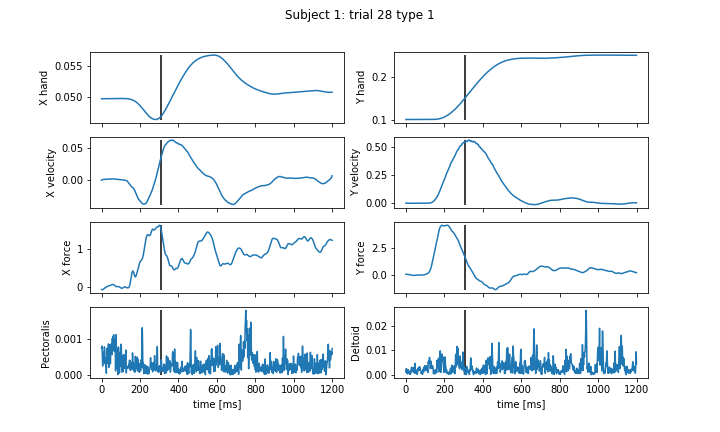 Subject 1: trial 28 type 1
X hand
0.055
0.050
Y hand
0.2
0.1
X velocity
0.05
0.00
Y velocity
0.50
0.25
0.00
X force
1
0
Y force
2.5
0.0
Pectoralis
0.001
0.000
0 200 400 600 800 1000 1200
time [ms]
Deltoid
0.02
0.01
0.00
0 200 400 600 800 1000 1200
time [ms]